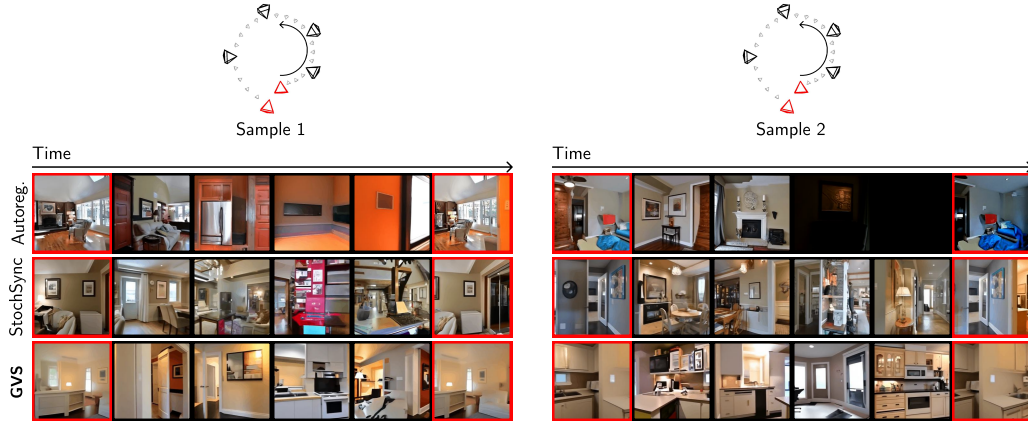 Sample 1
Sample 2
Time
Time
Autoreg.
StochSync
GVS